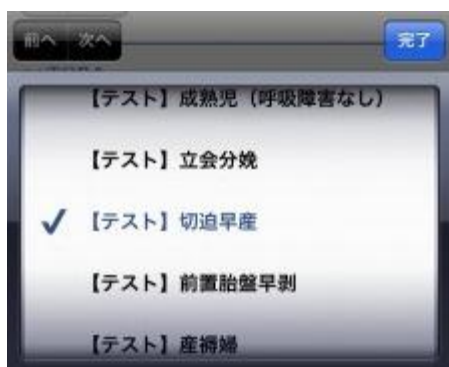 前へ 次へ 完了
【テスト】成熟児（呼吸障害なし）
【テスト】立会分娩
【テスト】切迫早産
【テスト】前置胎盤早剥
【テスト】産褥婦